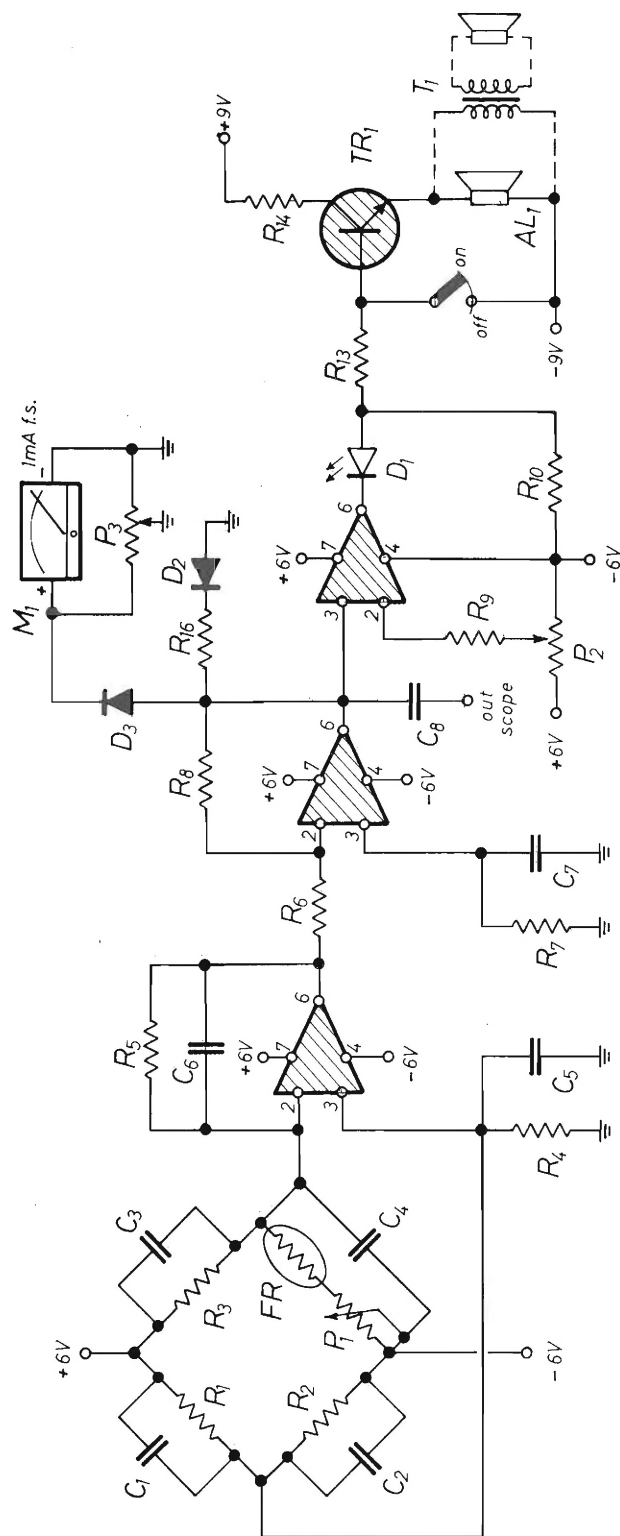 +9V
R14
TR1
T1
AL1
on
off
-9V
R13
1mA f.s.
M1
+
-
P3
D2
R16
D3
R8
D1
R10
+6V
7
6
4
3
2
R9
-6V
P2
+6V
C8
out
scope
+6V
7
6
4
2
3
-6V
R6
C7
R7
R5
C6
+6V
7
6
4
2
3
-6V
C5
R4
C3
R3
FR
P1
C4
+6V
-6V
R1
R2
C1
C2